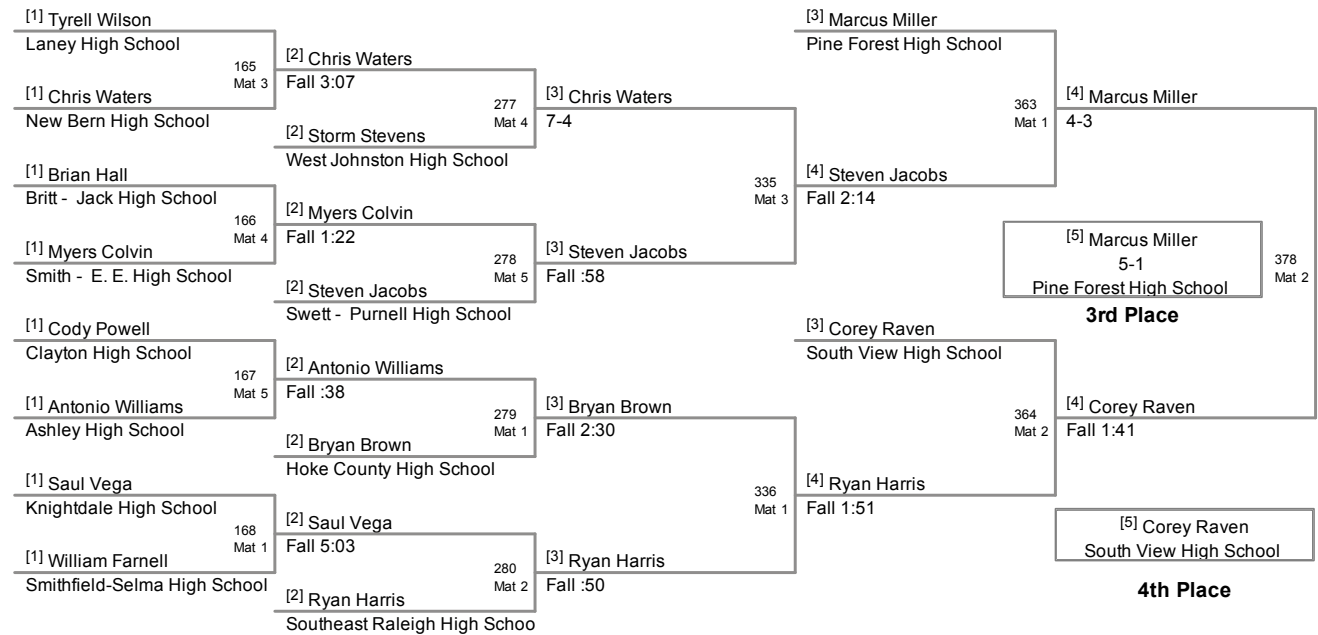 [1] Tyrell Wilson
Laney High School
165
Mat 3
[1] Chris Waters
New Bern High School
[1] Brian Hall
Britt - Jack High School
166
Mat 4
[1] Myers Colvin
Smith - E. E. High School
[1] Cody Powell
Clayton High School
167
Mat 5
[1] Antonio Williams
Ashley High School
[1] Saul Vega
Knightdale High School
168
Mat 1
[1] William Farnell
Smithfield-Selma High School
[2] Chris Waters
Fall 3:07
277
Mat 4
[2] Storm Stevens
West Johnston High School
[2] Myers Colvin
Fall 1:22
278
Mat 5
[2] Steven Jacobs
Swett - Purnell High School
[2] Antonio Williams
Fall :38
279
Mat 1
[2] Bryan Brown
Hoke County High School
[2] Saul Vega
Fall 5:03
280
Mat 2
[2] Ryan Harris
Southeast Raleigh High Schoo
[3] Chris Waters
7-4
335
Mat 3
[3] Steven Jacobs
Fall :58
[3] Bryan Brown
Fall 2:30
336
Mat 1
[3] Ryan Harris
Fall :50
[3] Marcus Miller
Pine Forest High School
363
Mat 1
[4] Steven Jacobs
Fall 2:14
[3] Corey Raven
South View High School
364
Mat 2
[4] Ryan Harris
Fall 1:51
[4] Marcus Miller
4-3
[5] Marcus Miller
5-1
Pine Forest High School
3rd Place
378
Mat 2
[4] Corey Raven
Fall 1:41
[5] Corey Raven
South View High School
4th Place